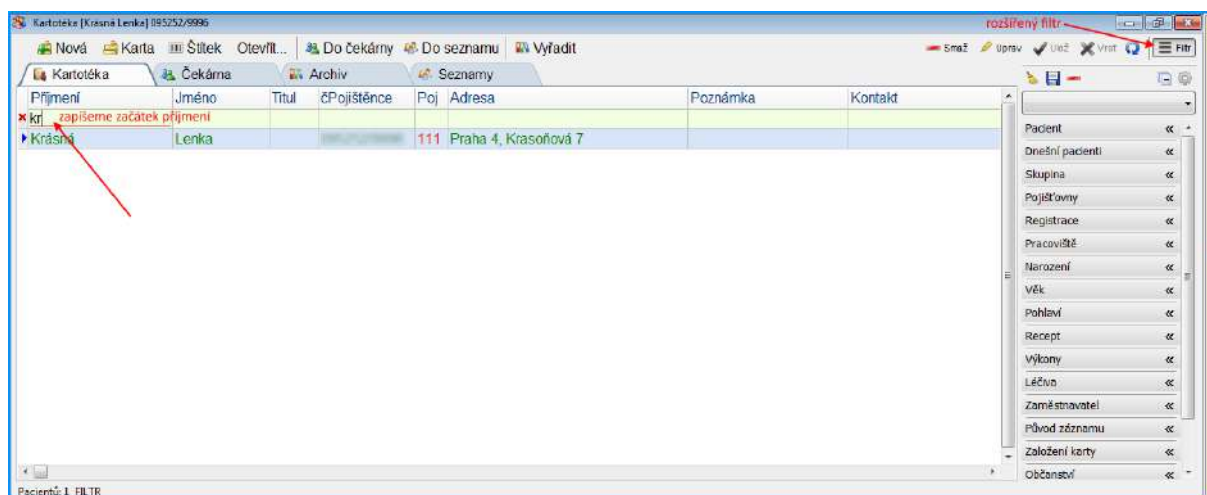 Kartotéka [Krásná Lenka] 095252/9996
rozšířený filtr
Nová Karta Štítek Otevřít... Do čekárny Do seznamu Vyřadit Smaž Uprav Ulož Vrať Filtr
Kartotéka Čekárna Archiv Seznamy
Příjmení Jméno Titul čPojištěnce Poj Adresa Poznámka Kontakt
kr zapíšeme začátek příjmení
Krásná Lenka 111 Praha 4, Krasoňová 7
Pacient
Dnešní pacienti
Skupina
Pojišťovny
Registrace
Pracoviště
Narození
Věk
Pohlaví
Recept
Výkony
Léčiva
Zaměstnavatel
Původ záznamu
Založení karty
Občanství
Pacientů: 1 FILTR